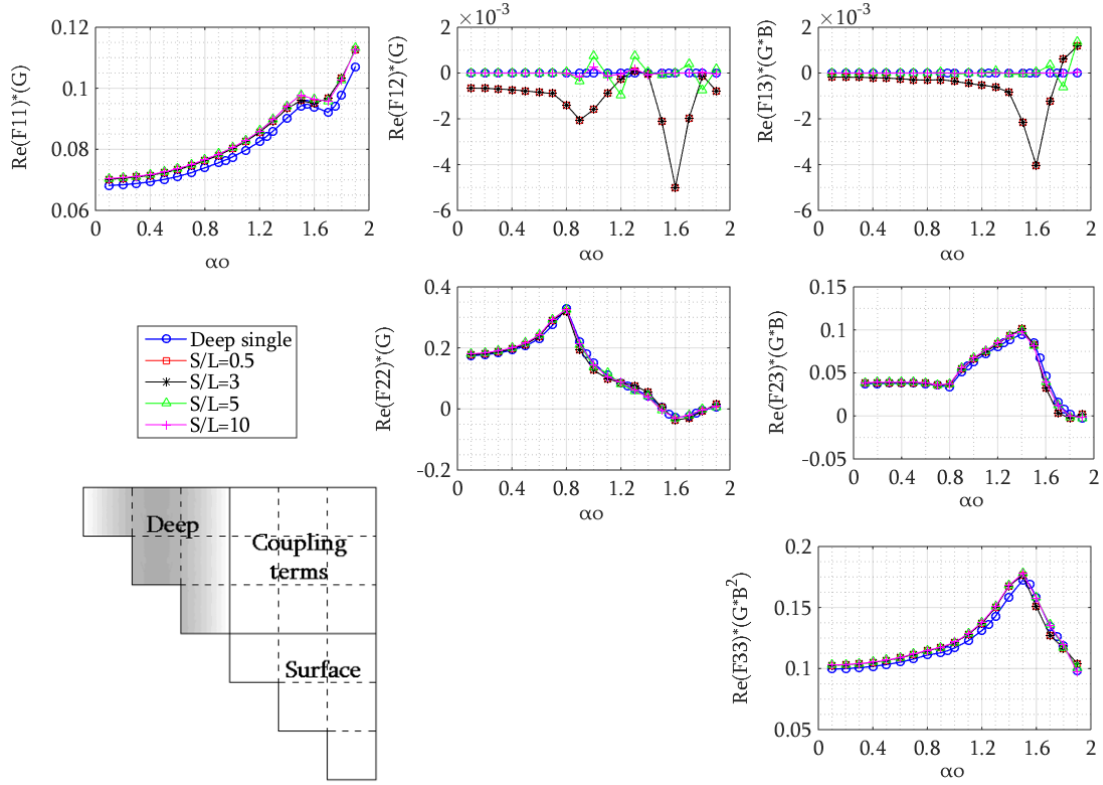 0.12
0.1
0.08
0.06
0 0.4 0.8 1.2 1.6 2
αo
Re(F11)*(G)
×10⁻³
2
0
-2
-4
-6
0 0.4 0.8 1.2 1.6 2
αo
Re(F12)*(G)
×10⁻³
2
0
-2
-4
-6
0 0.4 0.8 1.2 1.6 2
αo
Re(F13)*(G*B)
Deep single
S/L=0.5
S/L=3
S/L=5
S/L=10
0.4
0.2
0
-0.2
0 0.4 0.8 1.2 1.6 2
αo
Re(F22)*(G)
0.15
0.1
0.05
0
-0.05
0 0.4 0.8 1.2 1.6 2
αo
Re(F23)*(G*B)
Deep
Coupling
terms
Surface
0.2
0.15
0.1
0.05
0 0.4 0.8 1.2 1.6 2
αo
Re(F33)*(G*B²)